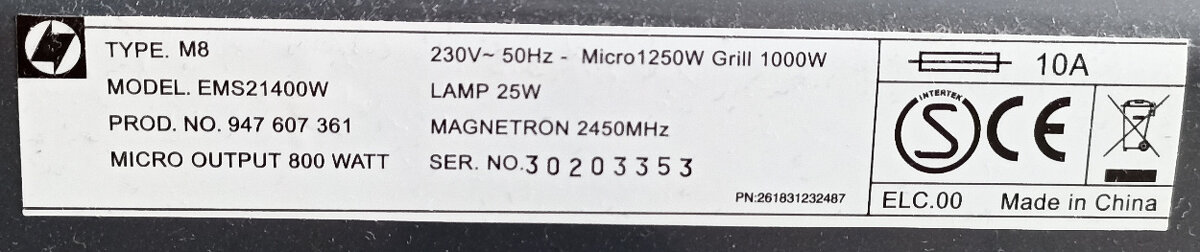 TYPE. M8
MODEL. EMS21400W
PROD. NO. 947 607 361
MICRO OUTPUT 800 WATT
230V~ 50Hz - Micro1250W Grill 1000W
LAMP 25W
MAGNETRON 2450MHz
SER. NO. 30203353
PN:261831232487
10A
INTERTEK
S
CE
ELC.00 Made in China